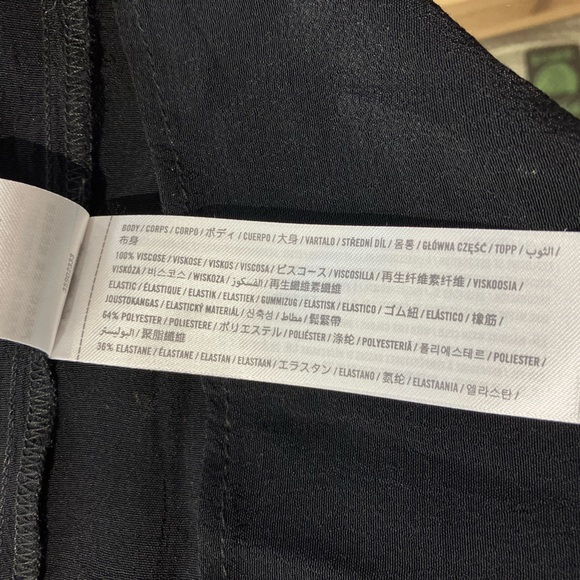 BODY / CORPS / CORPO / ボディ / CUERPO / 大身 / VARTALO / STŘEDNÍ DÍL / 몸통 / GŁÓWNA CZĘŚĆ / TOPP / الثوب /
布身
100% VISCOSE / VISKOSE / VISKOS / VISCOSA / ビスコース / VISCOSILLA / 再生纤维素纤维 / VISKOOSIA /
VISKÓZA / 비스코스 / WISKOZA / الفسكوز / 再生纖維素纖維
ELASTIC / ÉLASTIQUE / ELASTIK / ELASTIEK / GUMMIZUG / ELASTISK / ELASTICO / ゴム紐 / ELÁSTICO / 橡筋 /
JOUSTOKANGAS / ELASTICKÝ MATERIÁL / 신축성 / مطاط / 鬆緊帶
64% POLYESTER / POLIESTERE / ポリエステル / POLIÉSTER / 涤纶 / POLYESTERIÄ / 폴리에스테르 / POLIESTER /
البوليستر / 聚脂纖維
36% ELASTANE / ÉLASTANE / ELASTAN / ELASTAAN / エラスタン / ELASTANO / 氨纶 / ELASTAANIA / 엘라스탄 /